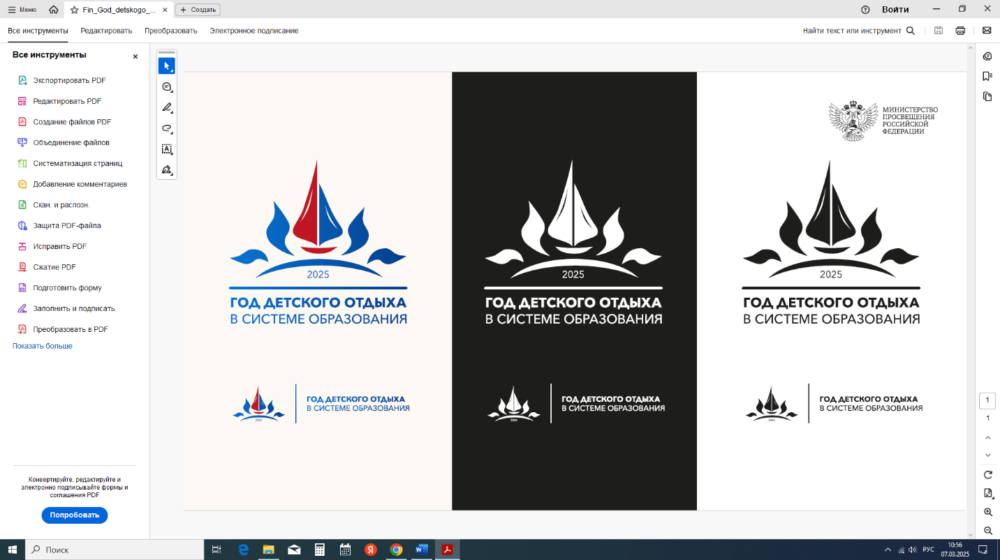 Меню
Fin_God_detskogo_...
Создать
Войти
Все инструменты
Редактировать
Преобразовать
Электронное подписание
Найти текст или инструмент
Все инструменты
Экспортировать PDF
Редактировать PDF
Создание файлов PDF
Объединение файлов
Систематизация страниц
Добавление комментариев
Скан. и распозн.
Защита PDF-файла
Исправить PDF
Сжатие PDF
Подготовить форму
Заполнить и подписать
Преобразовать в PDF
Показать больше
Конвертируйте, редактируйте и
электронно подписывайте формы и
соглашения PDF
Попробовать
2025
ГОД ДЕТСКОГО ОТДЫХА
В СИСТЕМЕ ОБРАЗОВАНИЯ
2025
ГОД ДЕТСКОГО ОТДЫХА
В СИСТЕМЕ ОБРАЗОВАНИЯ
2025
ГОД ДЕТСКОГО ОТДЫХА
В СИСТЕМЕ ОБРАЗОВАНИЯ
2025
ГОД ДЕТСКОГО ОТДЫХА
В СИСТЕМЕ ОБРАЗОВАНИЯ
МИНИСТЕРСТВО
ПРОСВЕЩЕНИЯ
РОССИЙСКОЙ
ФЕДЕРАЦИИ
2025
ГОД ДЕТСКОГО ОТДЫХА
В СИСТЕМЕ ОБРАЗОВАНИЯ
2025
ГОД ДЕТСКОГО ОТДЫХА
В СИСТЕМЕ ОБРАЗОВАНИЯ
1
1
Поиск
РУС
10:56
07.03.2025